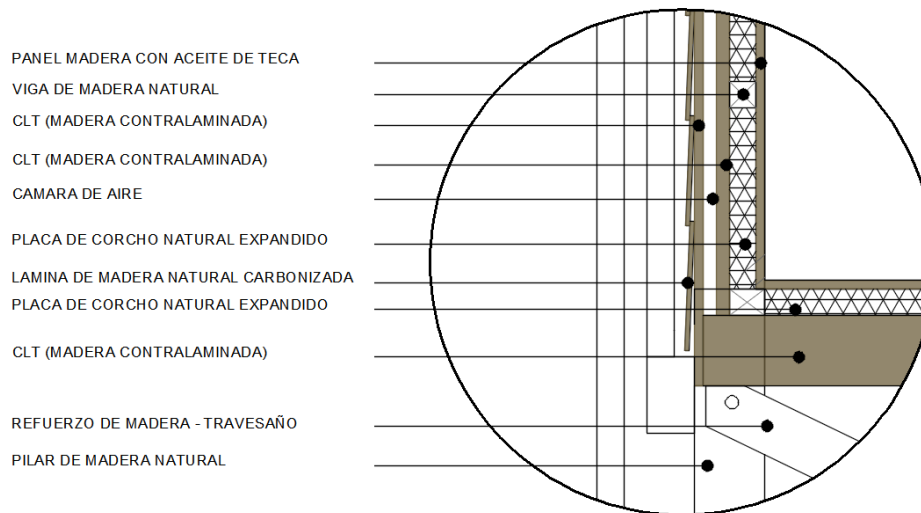 PANEL MADERA CON ACEITE DE TECA
VIGA DE MADERA NATURAL
CLT (MADERA CONTRALAMINADA)
CLT (MADERA CONTRALAMINADA)
CAMARA DE AIRE
PLACA DE CORCHO NATURAL EXPANDIDO
LAMINA DE MADERA NATURAL CARBONIZADA
PLACA DE CORCHO NATURAL EXPANDIDO
CLT (MADERA CONTRALAMINADA)
REFUERZO DE MADERA - TRAVESAÑO
PILAR DE MADERA NATURAL